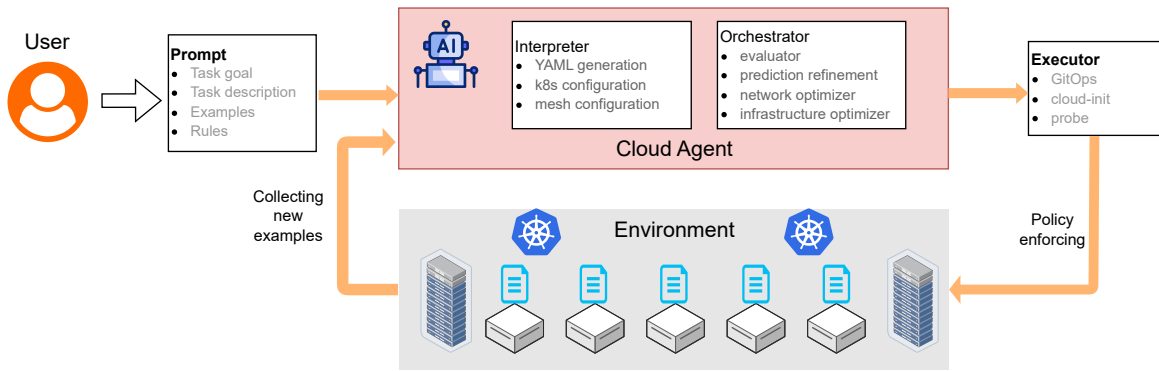 User
Prompt
Task goal
Task description
Examples
Rules
AI
Interpreter
YAML generation
k8s configuration
mesh configuration
Orchestrator
evaluator
prediction refinement
network optimizer
infrastructure optimizer
Cloud Agent
Executor
GitOps
cloud-init
probe
Collecting
new
examples
Environment
Policy
enforcing